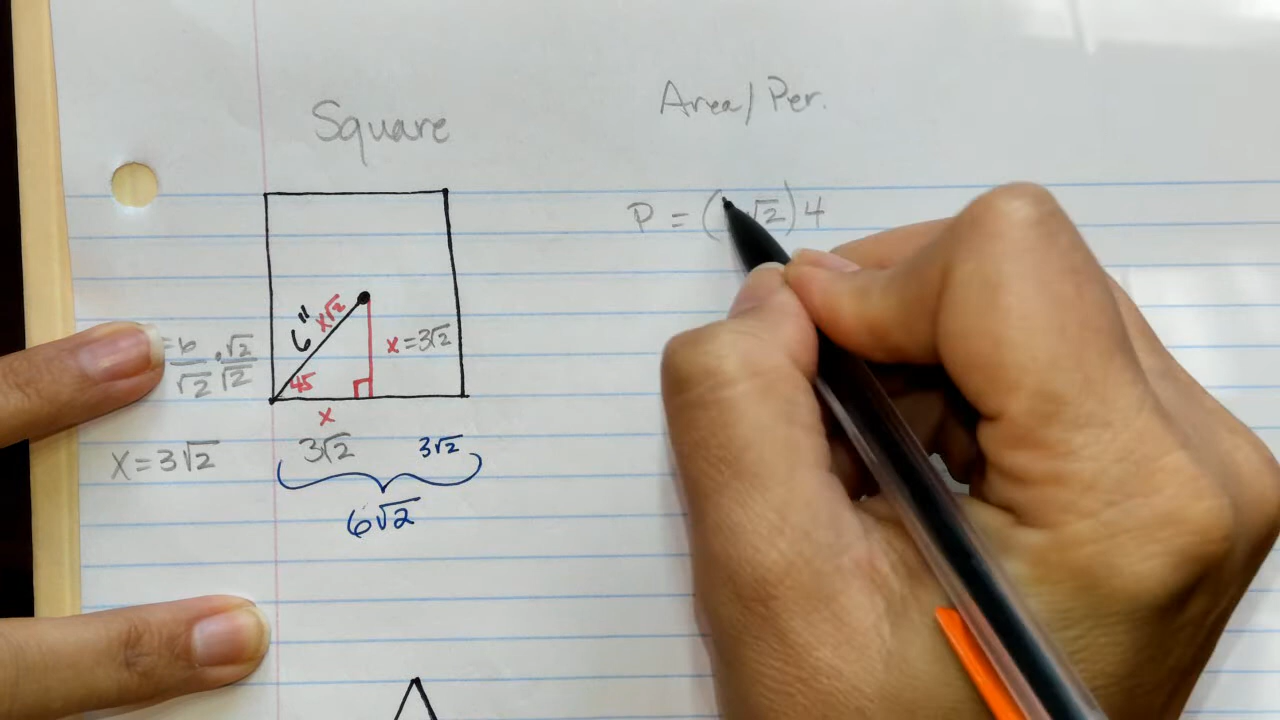 Square
Area/Per.
P = (√2)4
6"
x√2
x=3√2
45
x
=6/√2 · √2/√2
X=3√2
3√2
3√2
6√2